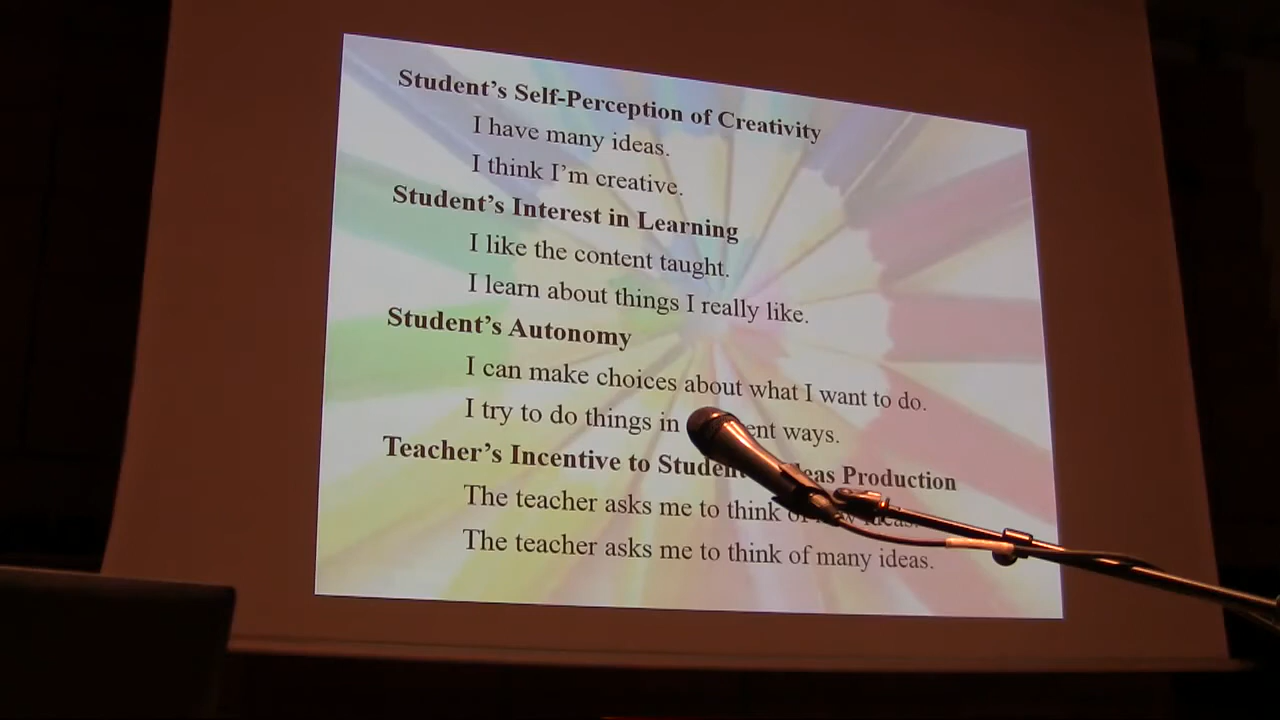 Student's Self-Perception of Creativity
I have many ideas.
I think I'm creative.
Student's Interest in Learning
I like the content taught.
I learn about things I really like.
Student's Autonomy
I can make choices about what I want to do.
I try to do things in ways.
Teacher's Incentive to Production
The teacher asks me to think
The teacher asks me to think of many ideas.